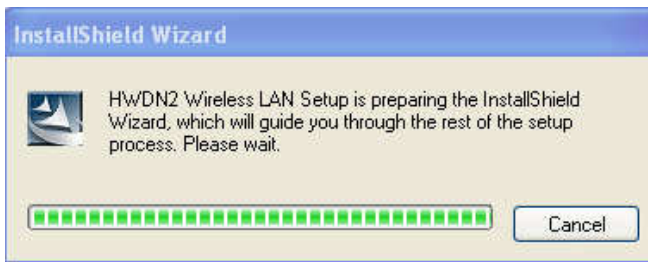 InstallShield Wizard
HWDN2 Wireless LAN Setup is preparing the InstallShield
Wizard, which will guide you through the rest of the setup
process. Please wait.
Cancel